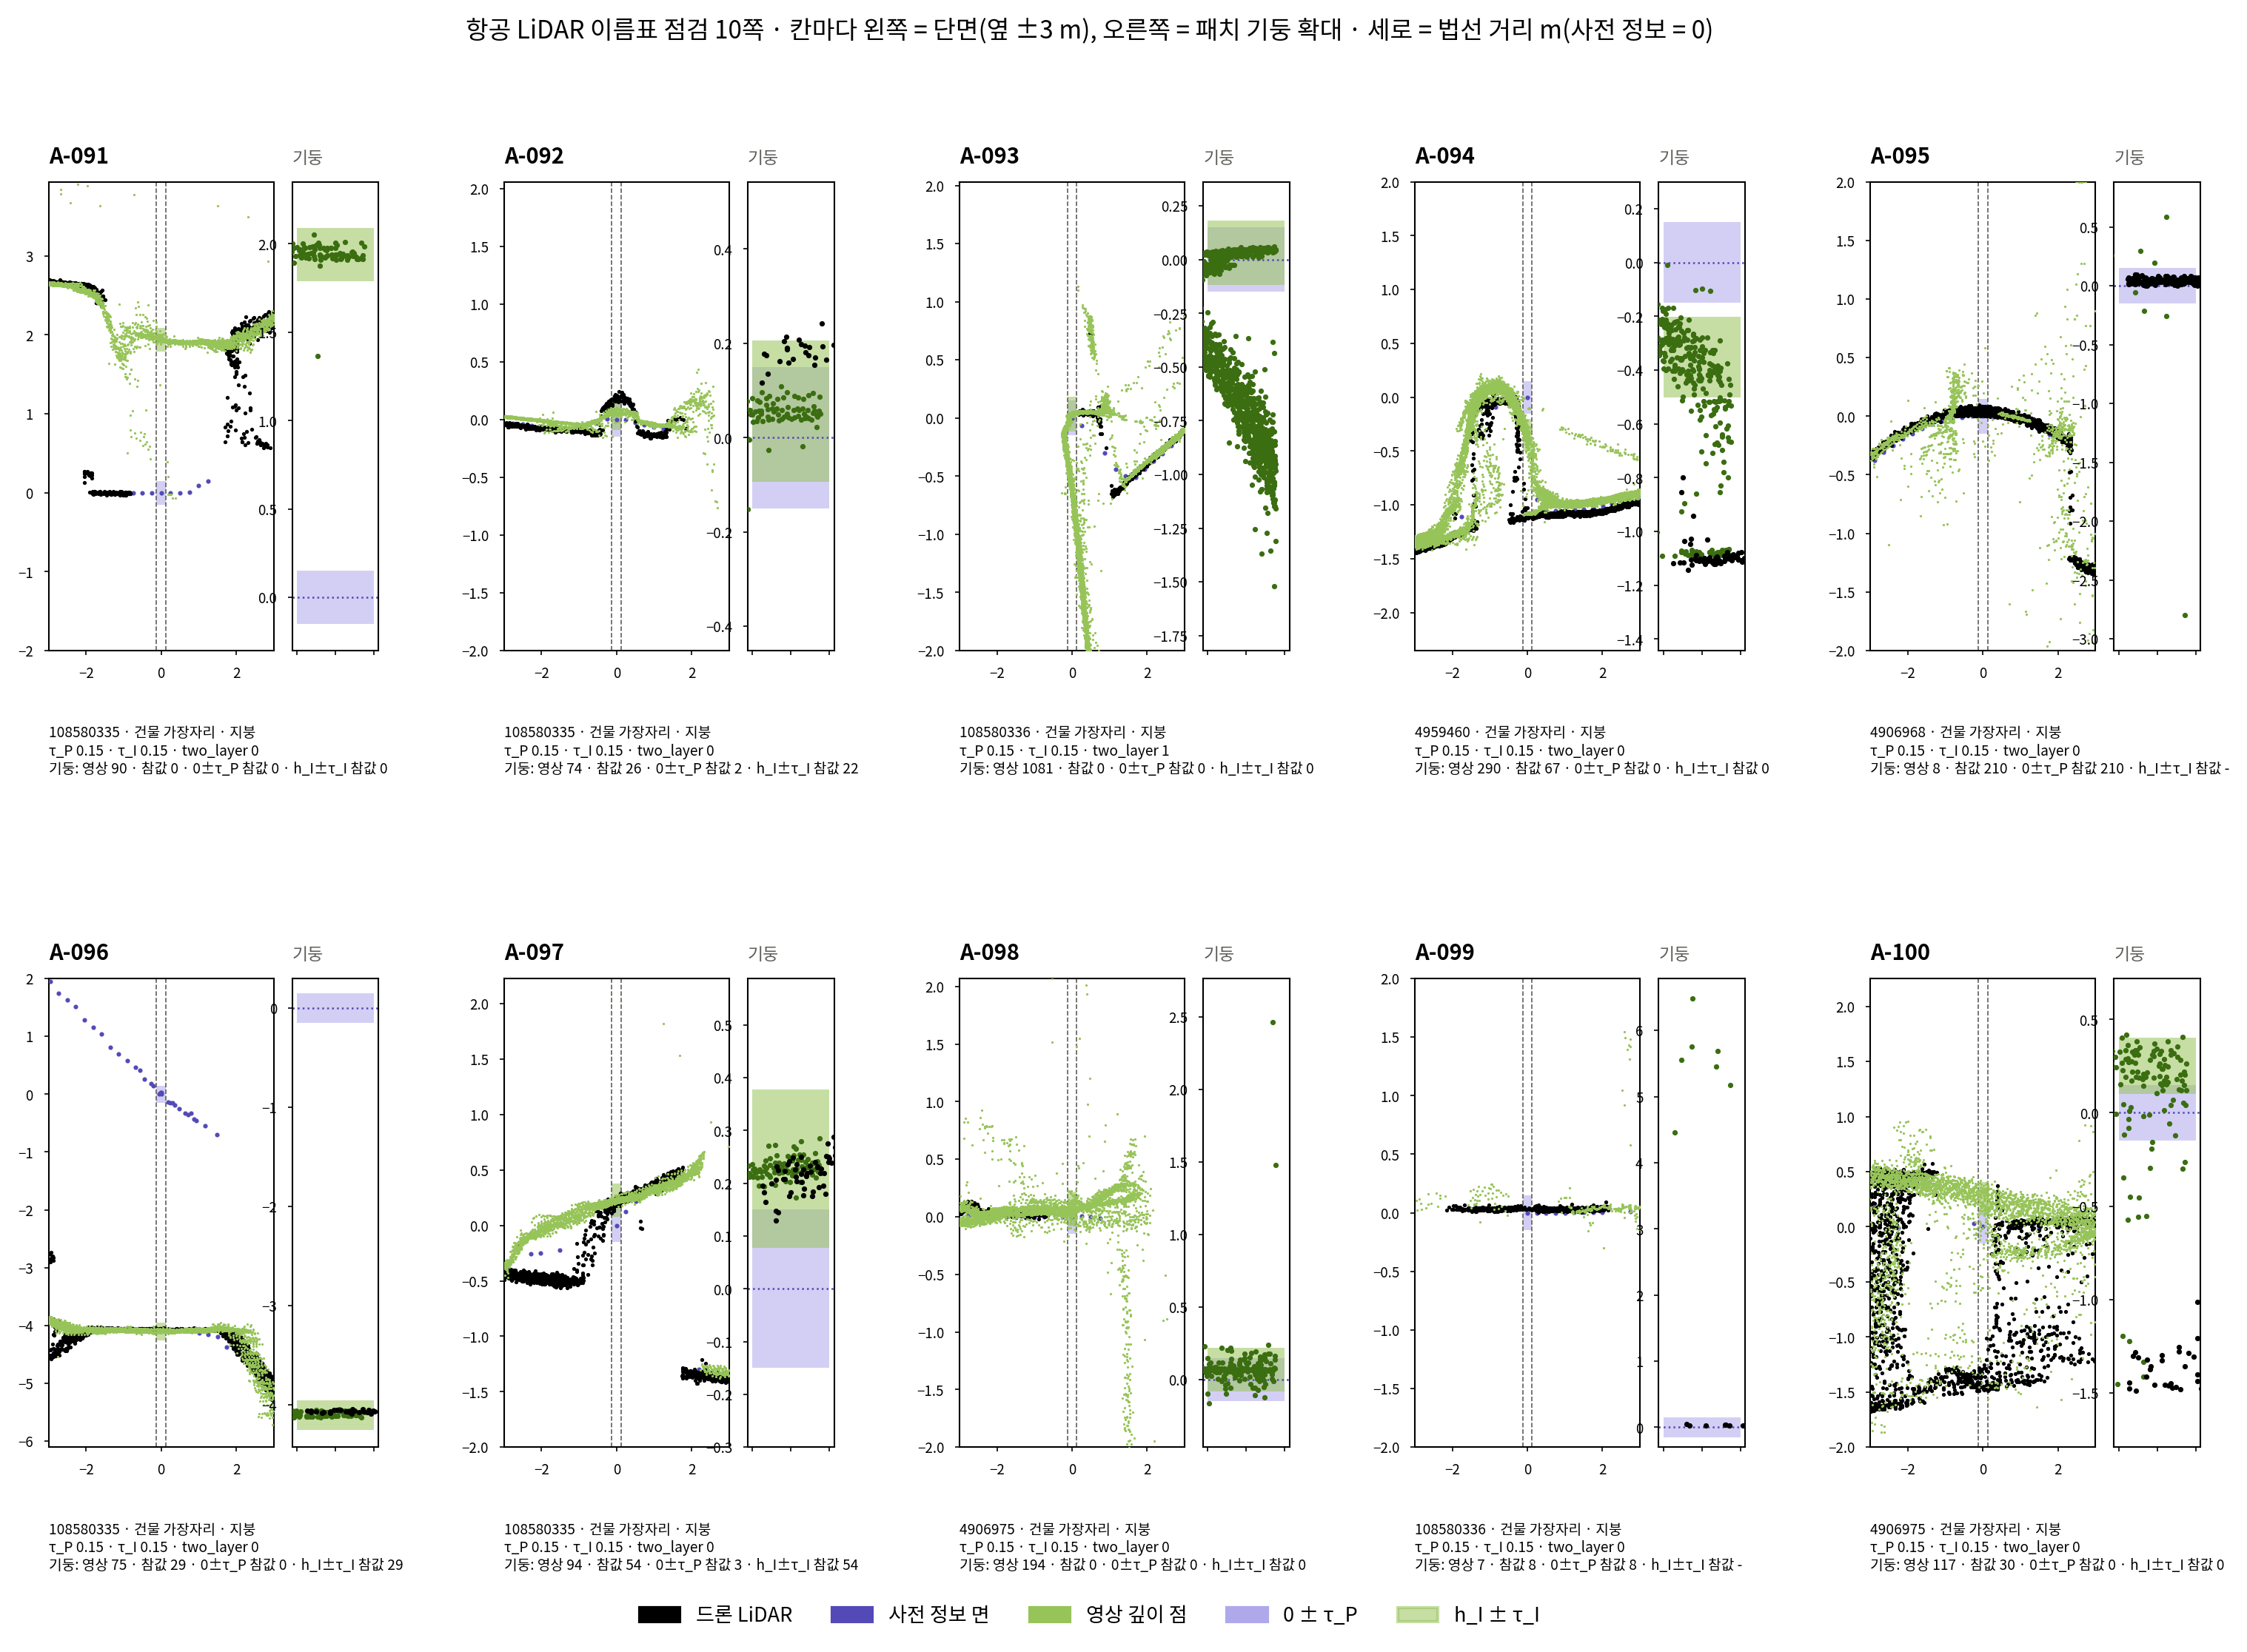 항공 LiDAR 이름표 점검 10쪽 · 칸마다 왼쪽 = 단면(옆 ±3 m), 오른쪽 = 패치 기둥 확대 · 세로 = 법선 거리 m(사전 정보 = 0)
A-091 기둥
A-092 기둥
A-093 기둥
A-094 기둥
A-095 기둥
108580335 · 건물 가장자리 · 지붕
τ_P 0.15 · τ_I 0.15 · two_layer 0
기둥: 영상 90 · 참값 0 · 0±τ_P 참값 0 · h_I±τ_I 참값 0
108580335 · 건물 가장자리 · 지붕
τ_P 0.15 · τ_I 0.15 · two_layer 0
기둥: 영상 74 · 참값 26 · 0±τ_P 참값 2 · h_I±τ_I 참값 22
108580336 · 건물 가장자리 · 지붕
τ_P 0.15 · τ_I 0.15 · two_layer 1
기둥: 영상 1081 · 참값 0 · 0±τ_P 참값 0 · h_I±τ_I 참값 0
4959460 · 건물 가장자리 · 지붕
τ_P 0.15 · τ_I 0.15 · two_layer 0
기둥: 영상 290 · 참값 67 · 0±τ_P 참값 0 · h_I±τ_I 참값 0
4906968 · 건물 가장자리 · 지붕
τ_P 0.15 · τ_I 0.15 · two_layer 0
기둥: 영상 8 · 참값 210 · 0±τ_P 참값 210 · h_I±τ_I 참값 -
A-096 기둥
A-097 기둥
A-098 기둥
A-099 기둥
A-100 기둥
108580335 · 건물 가장자리 · 지붕
τ_P 0.15 · τ_I 0.15 · two_layer 0
기둥: 영상 75 · 참값 29 · 0±τ_P 참값 0 · h_I±τ_I 참값 29
108580335 · 건물 가장자리 · 지붕
τ_P 0.15 · τ_I 0.15 · two_layer 0
기둥: 영상 94 · 참값 54 · 0±τ_P 참값 3 · h_I±τ_I 참값 54
4906975 · 건물 가장자리 · 지붕
τ_P 0.15 · τ_I 0.15 · two_layer 0
기둥: 영상 194 · 참값 0 · 0±τ_P 참값 0 · h_I±τ_I 참값 0
108580336 · 건물 가장자리 · 지붕
τ_P 0.15 · τ_I 0.15 · two_layer 0
기둥: 영상 7 · 참값 8 · 0±τ_P 참값 8 · h_I±τ_I 참값 -
4906975 · 건물 가장자리 · 지붕
τ_P 0.15 · τ_I 0.15 · two_layer 0
기둥: 영상 117 · 참값 30 · 0±τ_P 참값 0 · h_I±τ_I 참값 0
드론 LiDAR 사전 정보 면 영상 깊이 점 0 ± τ_P h_I ± τ_I